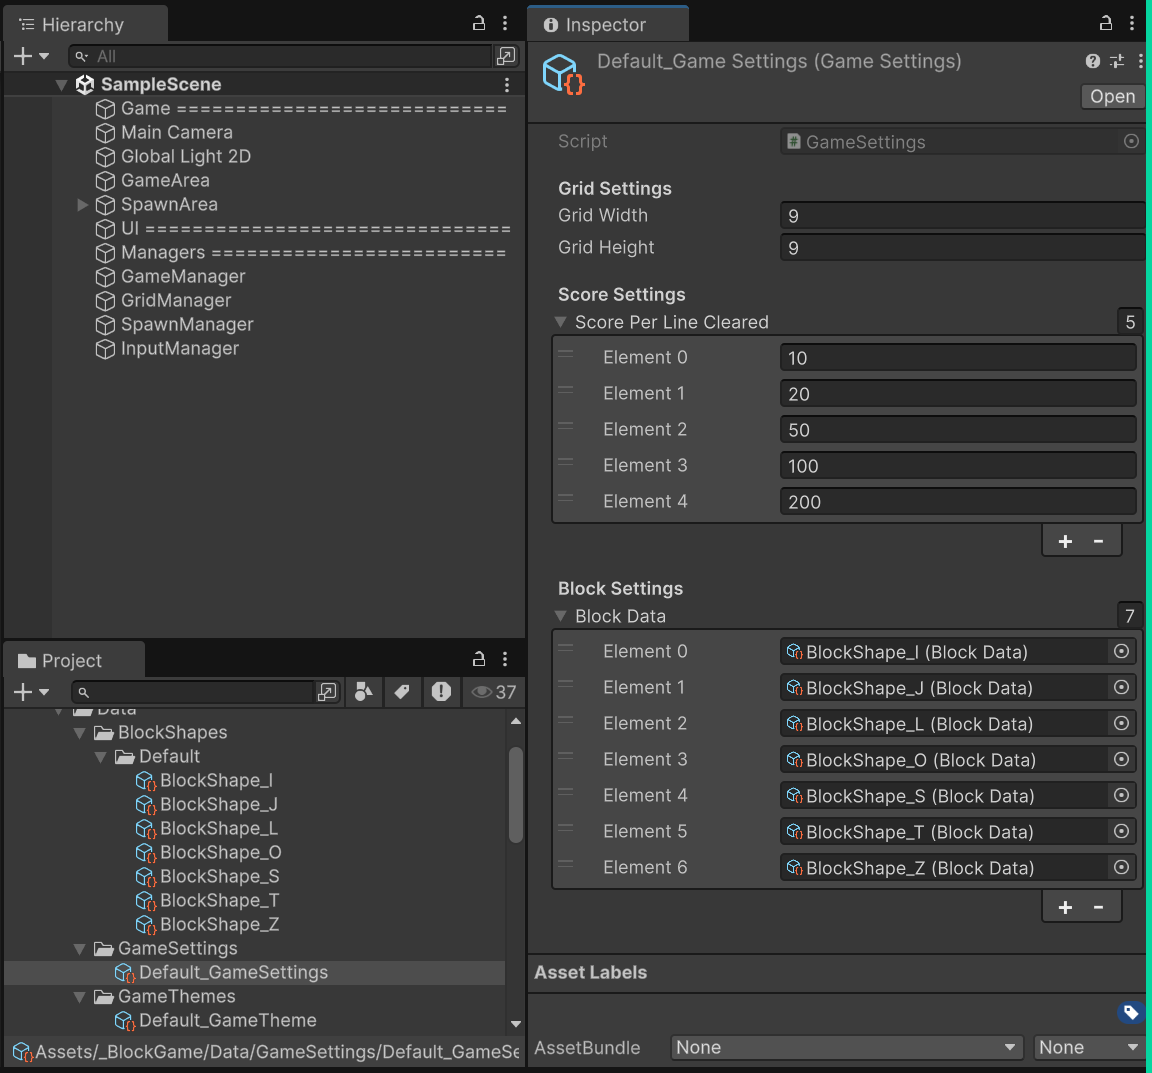 Hierarchy
All
SampleScene
Game ============================
Main Camera
Global Light 2D
GameArea
SpawnArea
UI ===============================
Managers =========================
GameManager
GridManager
SpawnManager
InputManager
Project
37
Data
BlockShapes
Default
BlockShape_I
BlockShape_J
BlockShape_L
BlockShape_O
BlockShape_S
BlockShape_T
BlockShape_Z
GameSettings
Default_GameSettings
GameThemes
Default_GameTheme
Assets/_BlockGame/Data/GameSettings/Default_GameSe
Inspector
Default_Game Settings (Game Settings)
Open
Script GameSettings
Grid Settings
Grid Width 9
Grid Height 9
Score Settings
Score Per Line Cleared 5
Element 0 10
Element 1 20
Element 2 50
Element 3 100
Element 4 200
+ -
Block Settings
Block Data 7
Element 0 BlockShape_I (Block Data)
Element 1 BlockShape_J (Block Data)
Element 2 BlockShape_L (Block Data)
Element 3 BlockShape_O (Block Data)
Element 4 BlockShape_S (Block Data)
Element 5 BlockShape_T (Block Data)
Element 6 BlockShape_Z (Block Data)
+ -
Asset Labels
AssetBundle None None